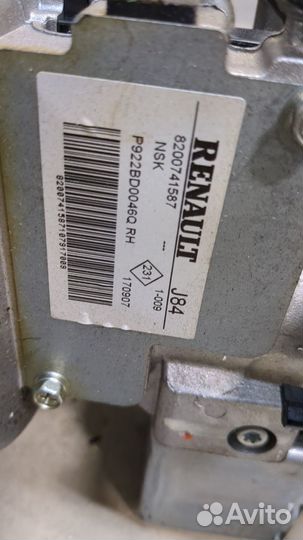 RENAULT J84
8200741587 --- 1-009
NSK 231 170907
P922BD0046Q RH
Avito